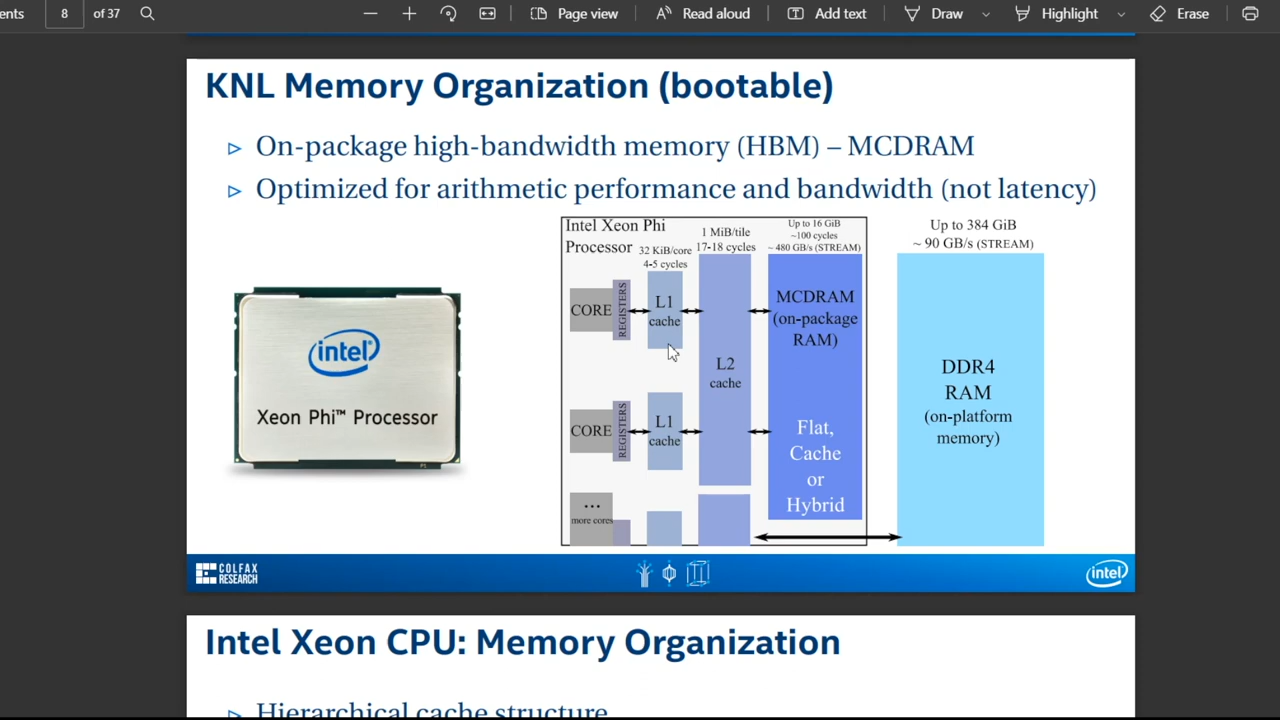 ents
8
of 37
Page view
Read aloud
Add text
Draw
Highlight
Erase
KNL Memory Organization (bootable)
▹ On-package high-bandwidth memory (HBM) – MCDRAM
▹ Optimized for arithmetic performance and bandwidth (not latency)
intel
Xeon Phi™ Processor
Intel Xeon Phi
Processor
32 KiB/core
4-5 cycles
1 MiB/tile
17-18 cycles
Up to 16 GiB
~100 cycles
~ 480 GB/s (STREAM)
Up to 384 GiB
~ 90 GB/s (STREAM)
CORE
REGISTERS
L1
cache
CORE
REGISTERS
L1
cache
...
more cores
L2
cache
MCDRAM
(on-package
RAM)
Flat,
Cache
or
Hybrid
DDR4
RAM
(on-platform
memory)
COLFAX
RESEARCH
intel
Intel Xeon CPU: Memory Organization
▹ Hierarchical cache structure